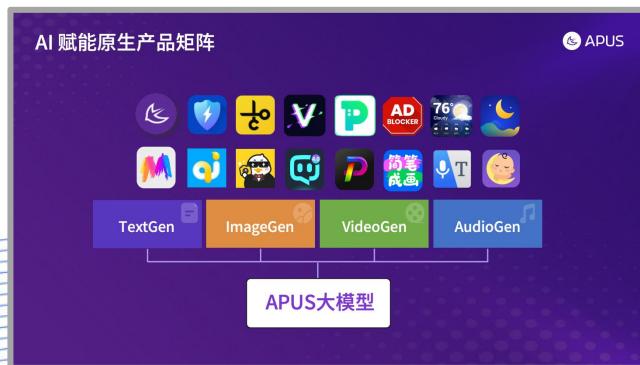 AI 赋能原生产品矩阵
APUS
AD
BLOCKER
76°
Cloudy
简笔
成画
T
TextGen
ImageGen
VideoGen
AudioGen
APUS大模型